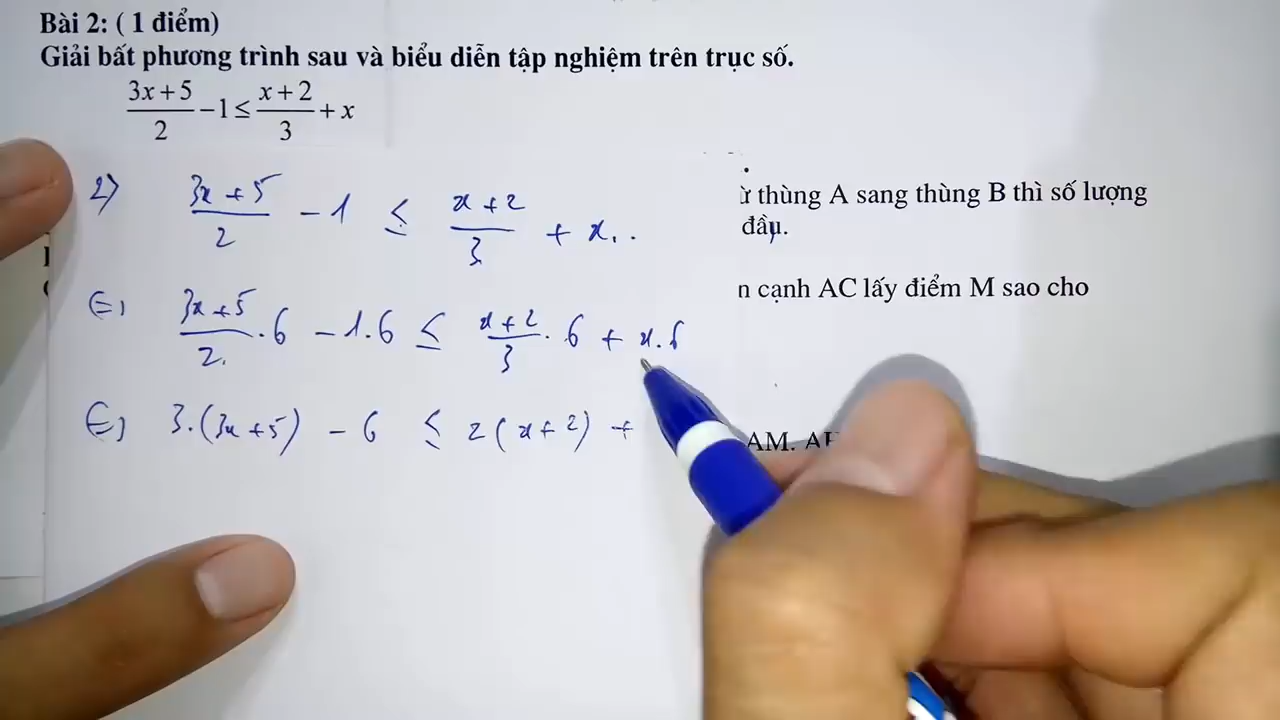 Bài 2: ( 1 điểm)
Giải bất phương trình sau và biểu diễn tập nghiệm trên trục số.
(3x+5)/2 − 1 ≤ (x+2)/3 + x
2) (3x+5)/2 − 1 ≤ (x+2)/3 + x.
⇔ (3x+5)/2 . 6 − 1.6 ≤ (x+2)/3 . 6 + x.6
⇔ 3.(3x+5) − 6 ≤ 2(x+2) +
ừ thùng A sang thùng B thì số lượng
đầu.
n cạnh AC lấy điểm M sao cho
AM.